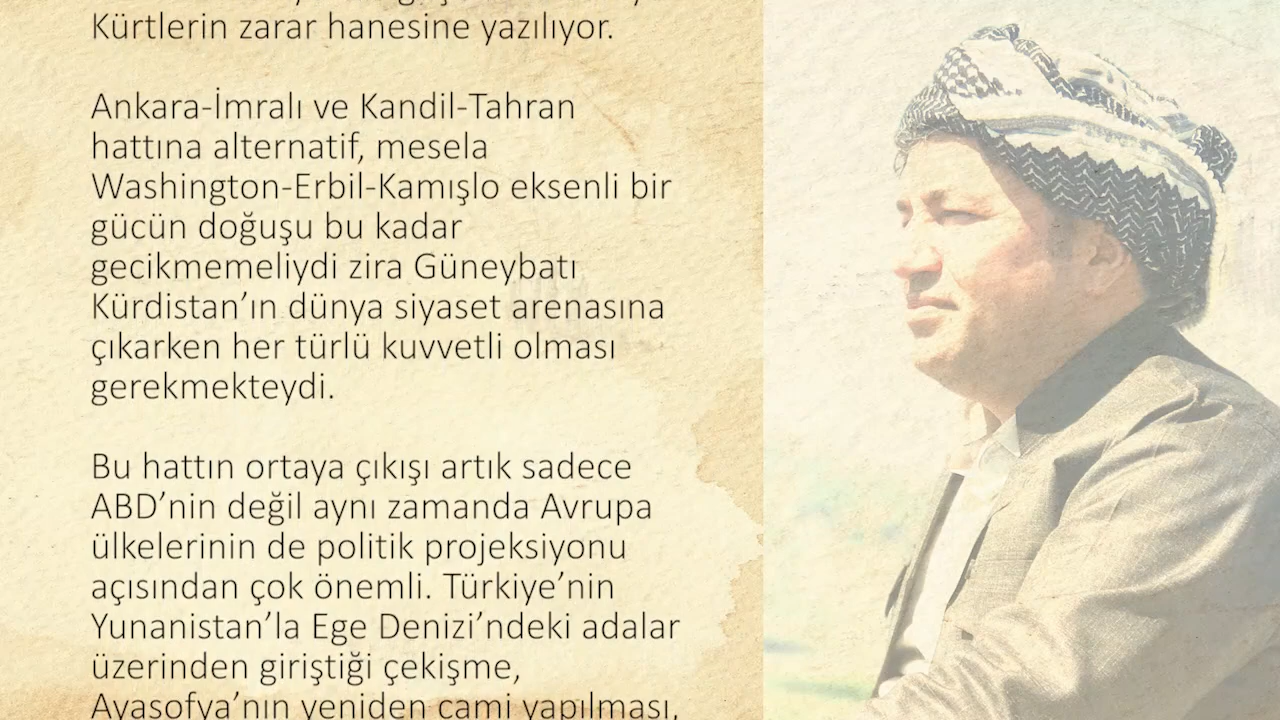 Kürtlerin zarar hanesine yazılıyor.
Ankara-İmralı ve Kandil-Tahran
hattına alternatif, mesela
Washington-Erbil-Kamışlo eksenli bir
gücün doğuşu bu kadar
gecikmemeliydi zira Güneybatı
Kürdistan’ın dünya siyaset arenasına
çıkarken her türlü kuvvetli olması
gerekmekteydi.
Bu hattın ortaya çıkışı artık sadece
ABD’nin değil aynı zamanda Avrupa
ülkelerinin de politik projeksiyonu
açısından çok önemli. Türkiye’nin
Yunanistan’la Ege Denizi’ndeki adalar
üzerinden giriştiği çekişme,
Ayasofya’nın yeniden cami yapılması,